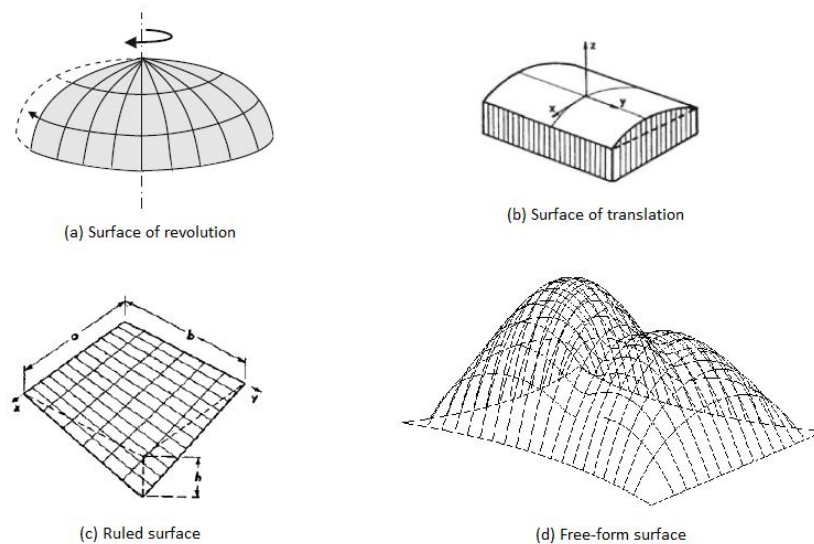 (a) Surface of revolution
z
x
y
(b) Surface of translation
a
b
x
y
h
(c) Ruled surface
(d) Free-form surface